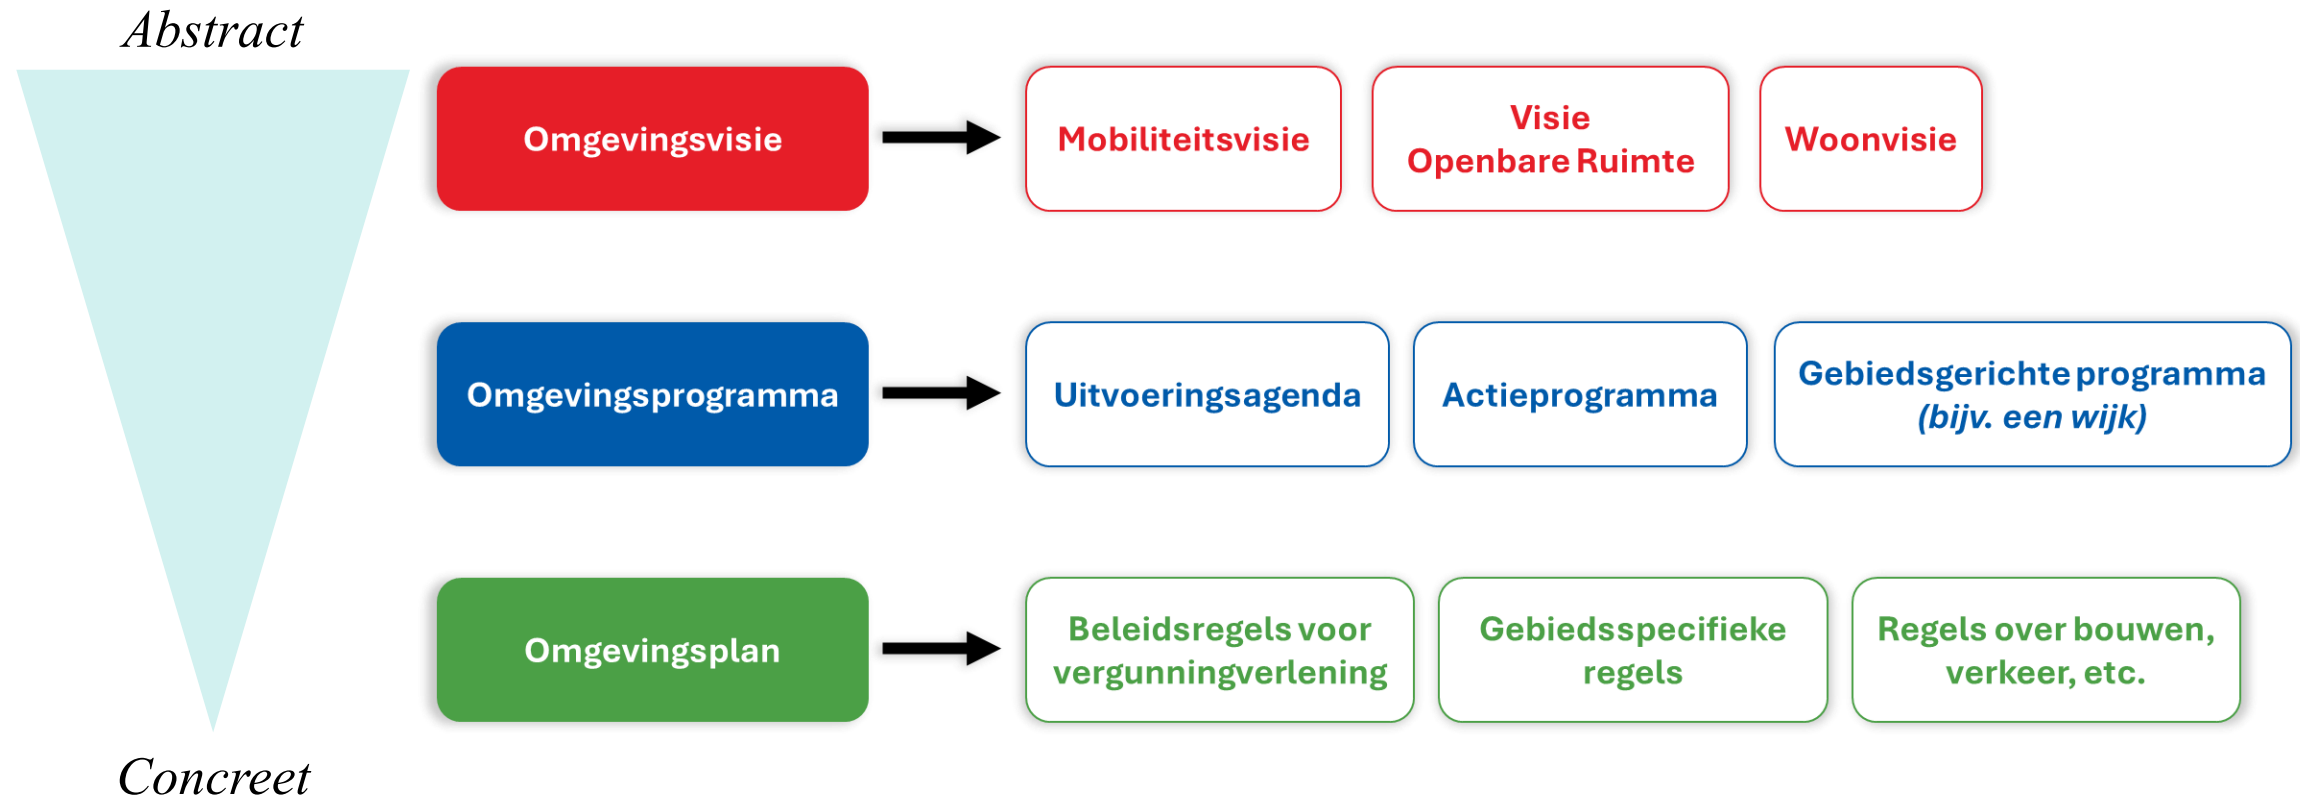 Abstract
Omgevingsvisie
Mobiliteitsvisie
Visie
Openbare Ruimte
Woonvisie
Omgevingsprogramma
Uitvoeringsagenda
Actieprogramma
Gebiedsgerichte programma
(bijv. een wijk)
Omgevingsplan
Beleidsregels voor
vergunningverlening
Gebiedsspecifieke
regels
Regels over bouwen,
verkeer, etc.
Concreet